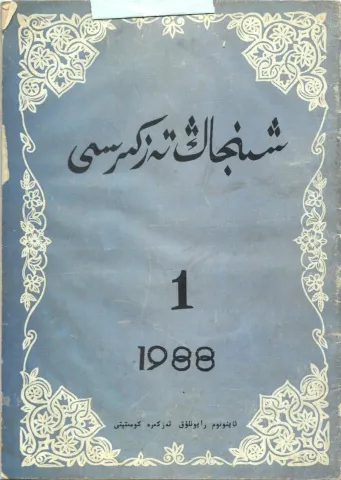 شىنجاڭ تەزكىرىسى
1
1988
ئاپتونوم رايونلۇق تەزكىرە كومىتېتى